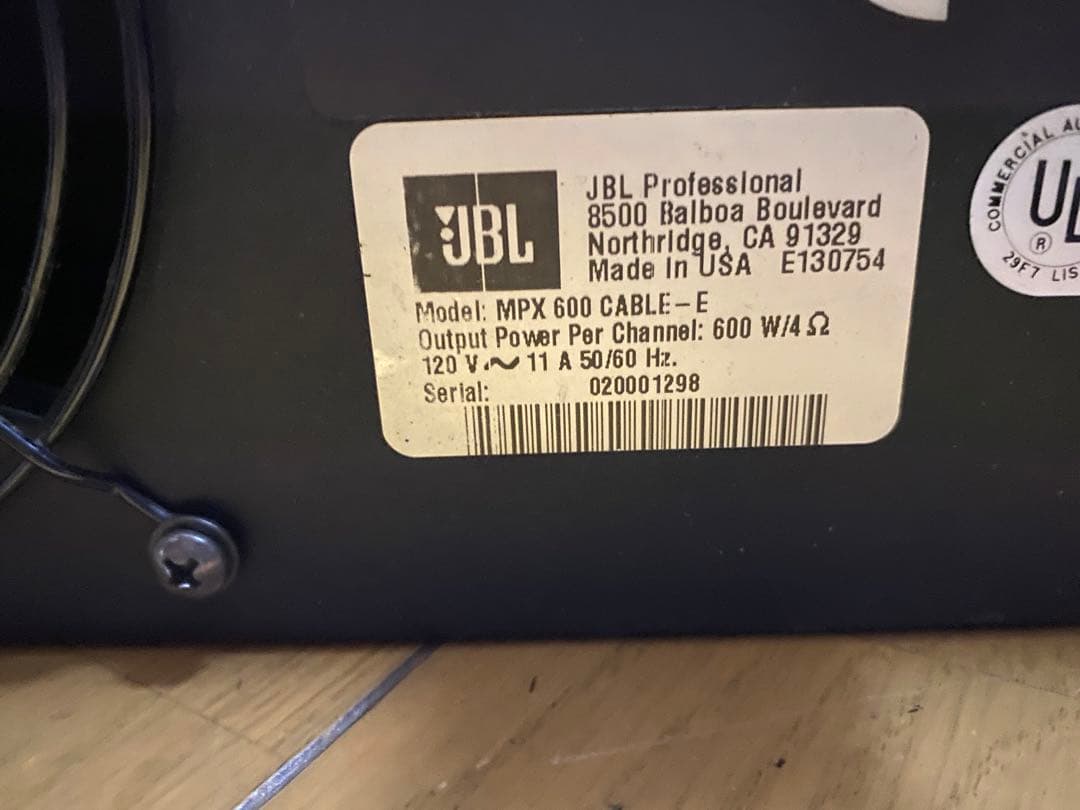 JBL
JBL Professional
8500 Balboa Boulevard
Northridge, CA 91329
Made In USA E130754
Model: MPX 600 CABLE-E
Output Power Per Channel: 600 W/4 Ω
120 V ~ 11 A 50/60 Hz.
Serial: 020001298
COMMERCIAL
U
®
29F7